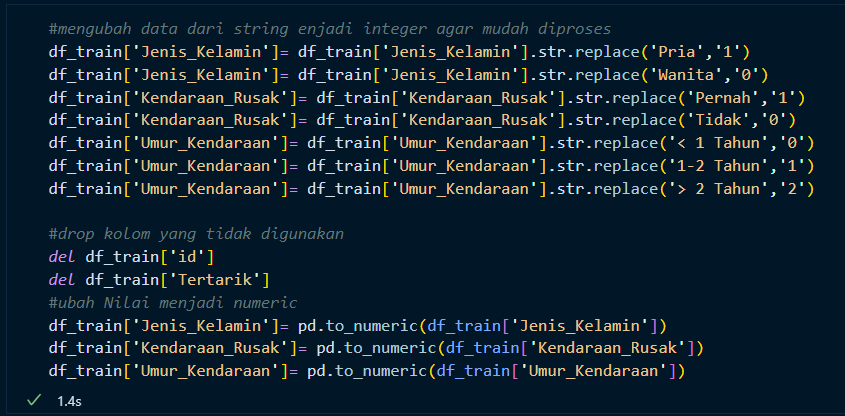 #mengubah data dari string enjadi integer agar mudah diproses
df_train['Jenis_Kelamin']= df_train['Jenis_Kelamin'].str.replace('Pria','1')
df_train['Jenis_Kelamin']= df_train['Jenis_Kelamin'].str.replace('Wanita','0')
df_train['Kendaraan_Rusak']= df_train['Kendaraan_Rusak'].str.replace('Pernah','1')
df_train['Kendaraan_Rusak']= df_train['Kendaraan_Rusak'].str.replace('Tidak','0')
df_train['Umur_Kendaraan']= df_train['Umur_Kendaraan'].str.replace('< 1 Tahun','0')
df_train['Umur_Kendaraan']= df_train['Umur_Kendaraan'].str.replace('1-2 Tahun','1')
df_train['Umur_Kendaraan']= df_train['Umur_Kendaraan'].str.replace('> 2 Tahun','2')
#drop kolom yang tidak digunakan
del df_train['id']
del df_train['Tertarik']
#ubah Nilai menjadi numeric
df_train['Jenis_Kelamin']= pd.to_numeric(df_train['Jenis_Kelamin'])
df_train['Kendaraan_Rusak']= pd.to_numeric(df_train['Kendaraan_Rusak'])
df_train['Umur_Kendaraan']= pd.to_numeric(df_train['Umur_Kendaraan'])
1.4s